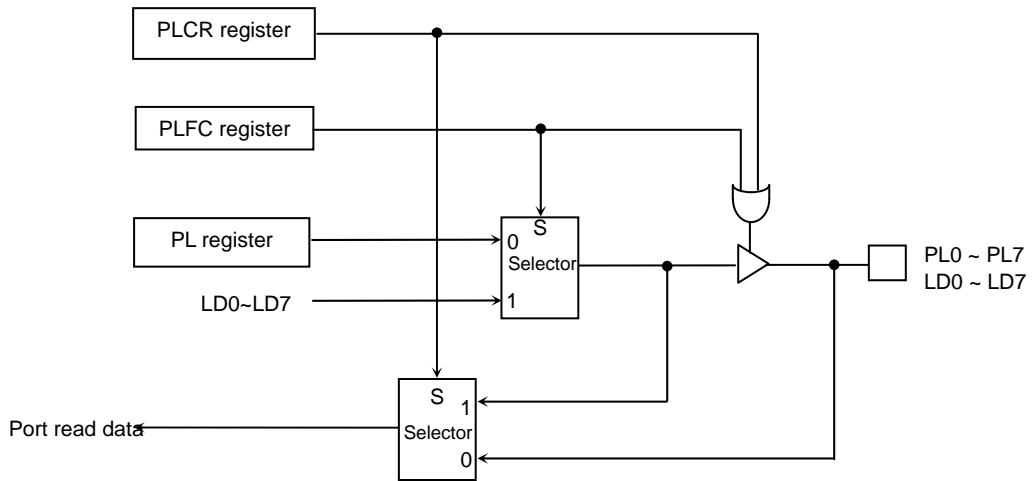 PLCR register
PLFC register
PL register
S
0
Selector
1
LD0~LD7
PL0 ~ PL7
LD0 ~ LD7
S
1
Selector
0
Port read data